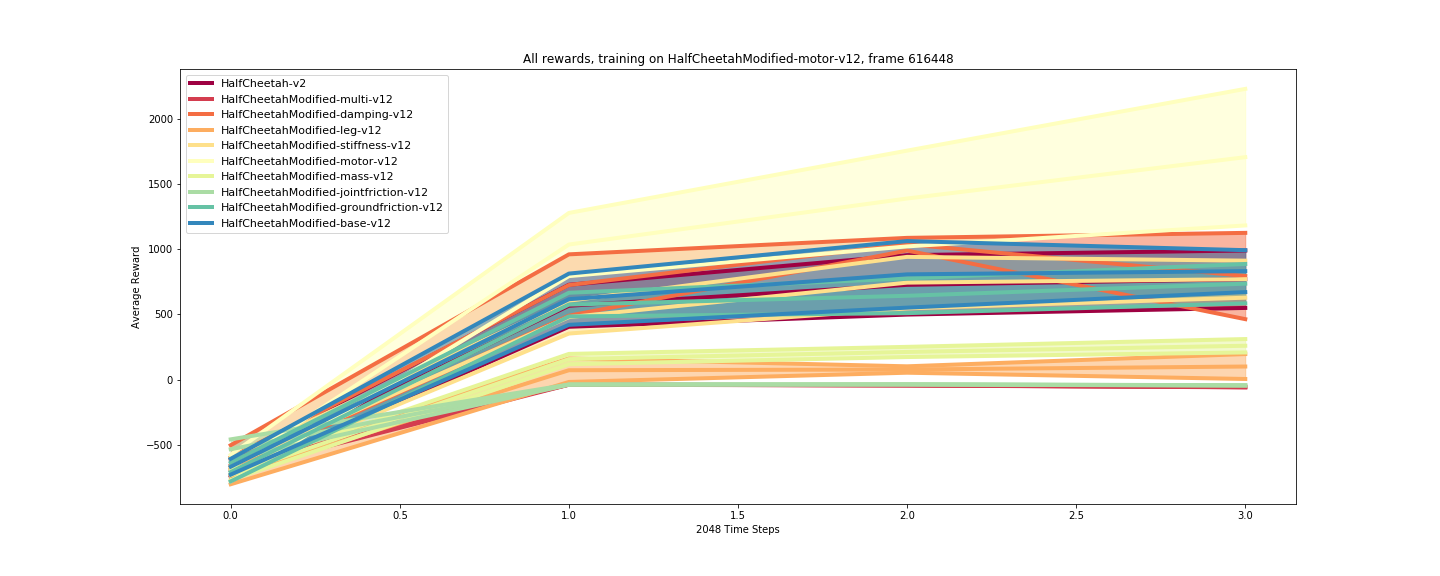 All rewards, training on HalfCheetahModified-motor-v12, frame 616448
HalfCheetah-v2
HalfCheetahModified-multi-v12
HalfCheetahModified-damping-v12
HalfCheetahModified-leg-v12
HalfCheetahModified-stiffness-v12
HalfCheetahModified-motor-v12
HalfCheetahModified-mass-v12
HalfCheetahModified-jointfriction-v12
HalfCheetahModified-groundfriction-v12
HalfCheetahModified-base-v12
Average Reward
2000
1500
1000
500
0
−500
0.0 0.5 1.0 1.5 2.0 2.5 3.0
2048 Time Steps